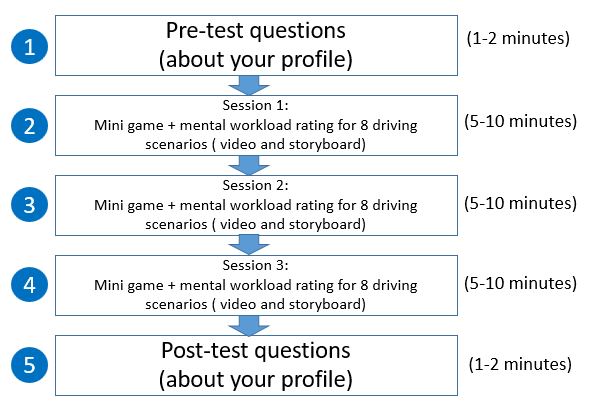 1
Pre-test questions
(about your profile)
(1-2 minutes)
2
Session 1:
Mini game + mental workload rating for 8 driving
scenarios ( video and storyboard)
(5-10 minutes)
3
Session 2:
Mini game + mental workload rating for 8 driving
scenarios ( video and storyboard)
(5-10 minutes)
4
Session 3:
Mini game + mental workload rating for 8 driving
scenarios ( video and storyboard)
(5-10 minutes)
5
Post-test questions
(about your profile)
(1-2 minutes)